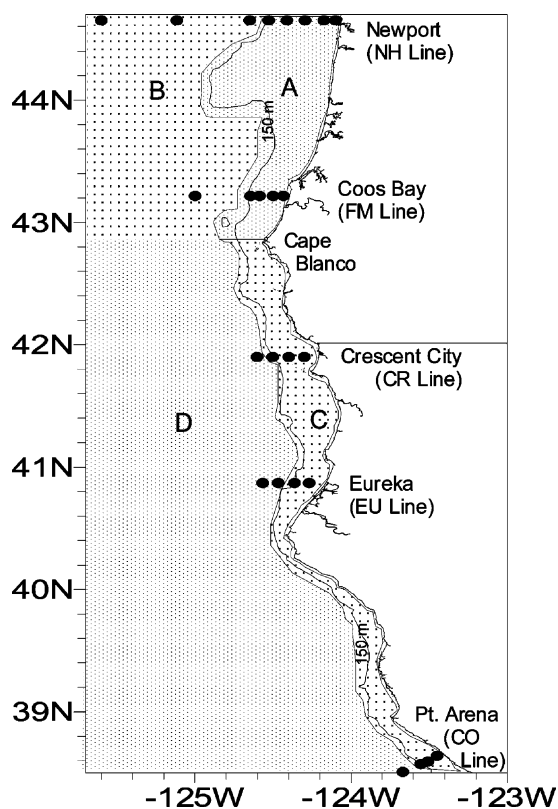 Newport
(NH Line)
44N
B
A
150 m
Coos Bay
(FM Line)
43N
Cape
Blanco
42N
Crescent City
(CR Line)
D
C
41N
Eureka
(EU Line)
40N
150 m
39N
Pt. Arena
(CO
Line)
-125W
-124W
-123W